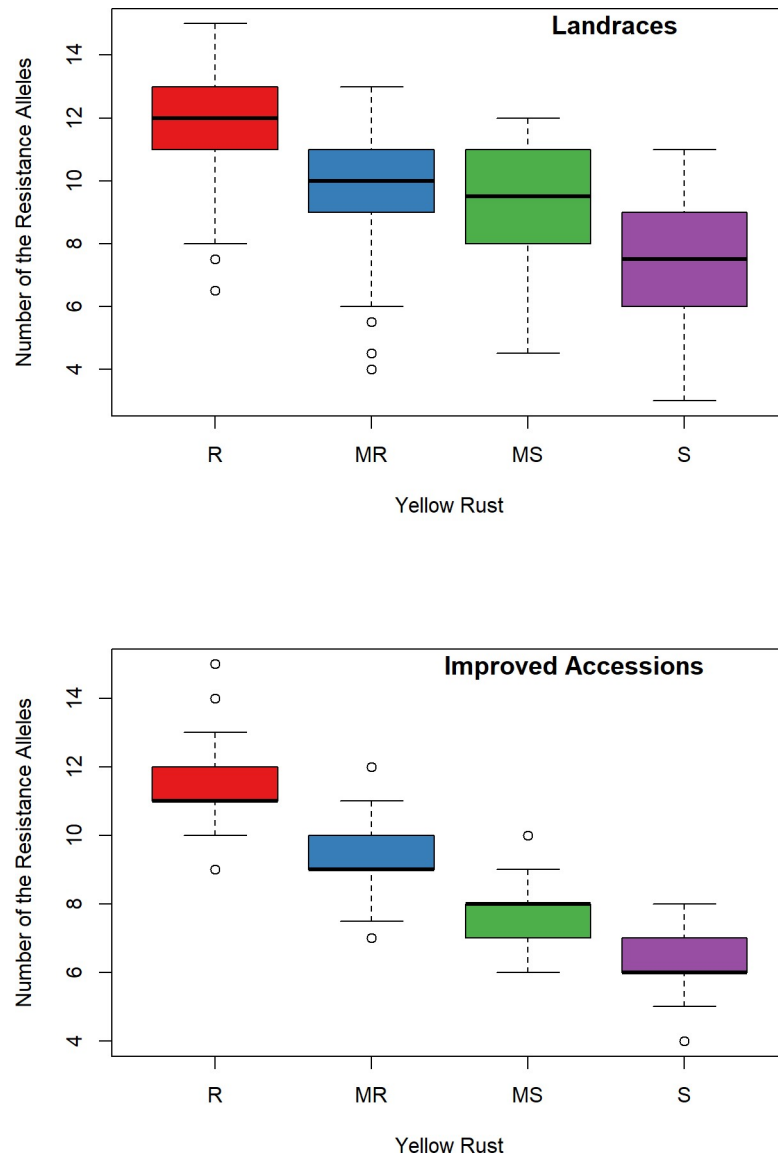 Landraces
Number of the Resistance Alleles
14
12
10
8
6
4
R MR MS S
Yellow Rust
Improved Accessions
Number of the Resistance Alleles
14
12
10
8
6
4
R MR MS S
Yellow Rust